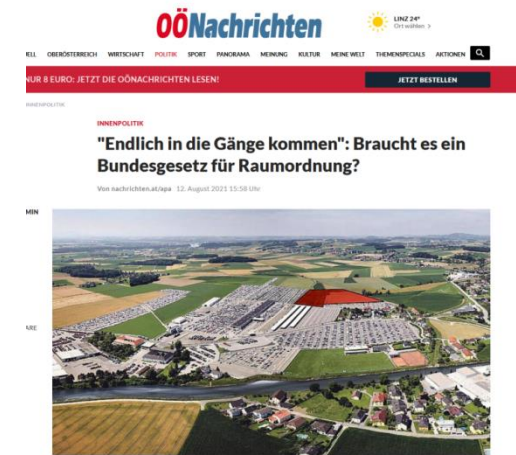 OÖNachrichten
LINZ 24°
Ort wählen >
ELL OBERÖSTERREICH WIRTSCHAFT POLITIK SPORT PANORAMA MEINUNG KULTUR MEINE WELT THEMENSPECIALS AKTIONEN
NUR 8 EURO: JETZT DIE OÖNACHRICHTEN LESEN!
JETZT BESTELLEN
INNENPOLITIK
INNENPOLITIK
"Endlich in die Gänge kommen": Braucht es ein
Bundesgesetz für Raumordnung?
Von nachrichten.at/apa 12. August 2021 15:58 Uhr
MIN
ARE